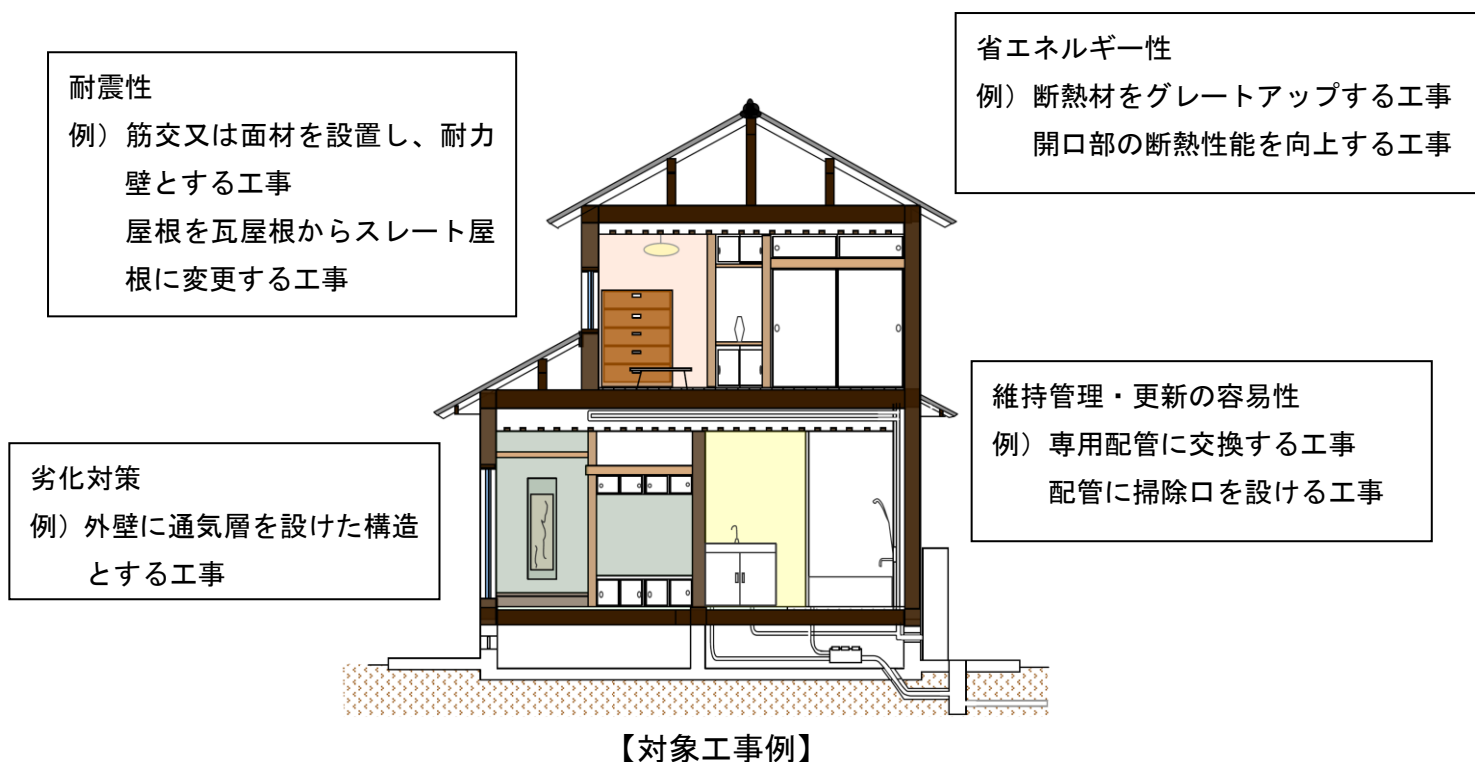 耐震性
例）筋交又は面材を設置し、耐力
壁とする工事
屋根を瓦屋根からスレート屋
根に変更する工事
省エネルギー性
例）断熱材をグレートアップする工事
開口部の断熱性能を向上する工事
劣化対策
例）外壁に通気層を設けた構造
とする工事
維持管理・更新の容易性
例）専用配管に交換する工事
配管に掃除口を設ける工事
【対象工事例】